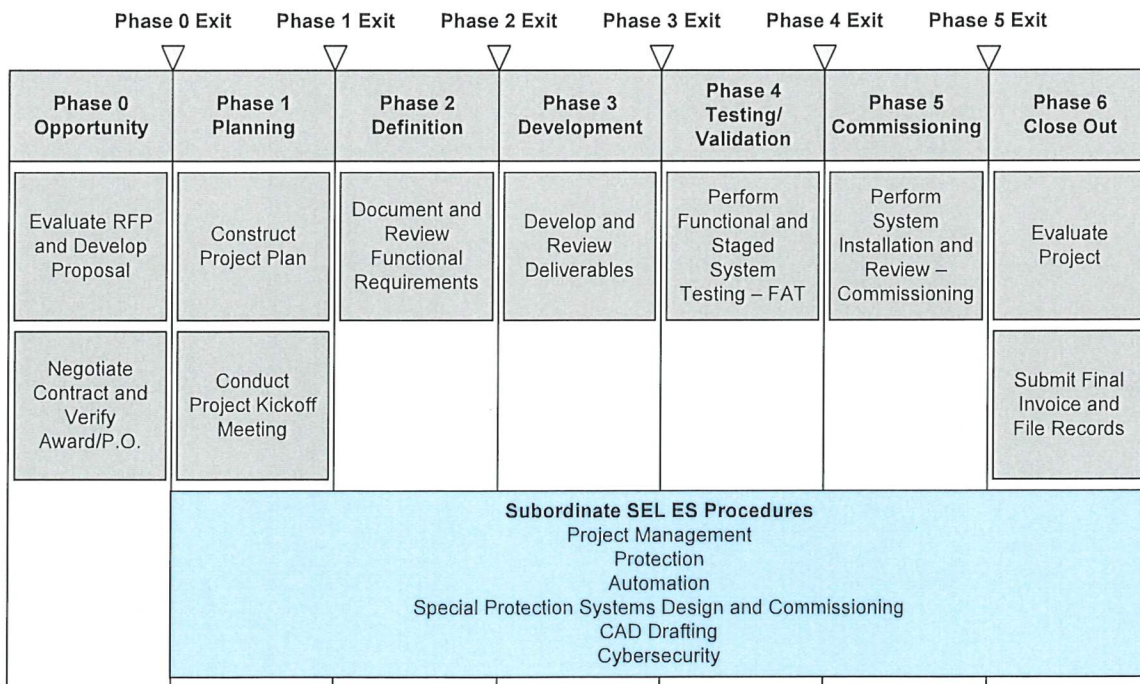 Phase 0 Exit Phase 1 Exit Phase 2 Exit Phase 3 Exit Phase 4 Exit Phase 5 Exit
Phase 0
Opportunity
Phase 1
Planning
Phase 2
Definition
Phase 3
Development
Phase 4
Testing/
Validation
Phase 5
Commissioning
Phase 6
Close Out
Evaluate RFP
and Develop
Proposal
Construct
Project Plan
Document and
Review
Functional
Requirements
Develop and
Review
Deliverables
Perform
Functional and
Staged
System
Testing – FAT
Perform
System
Installation and
Review –
Commissioning
Evaluate
Project
Negotiate
Contract and
Verify
Award/P.O.
Conduct
Project Kickoff
Meeting
Submit Final
Invoice and
File Records
Subordinate SEL ES Procedures
Project Management
Protection
Automation
Special Protection Systems Design and Commissioning
CAD Drafting
Cybersecurity